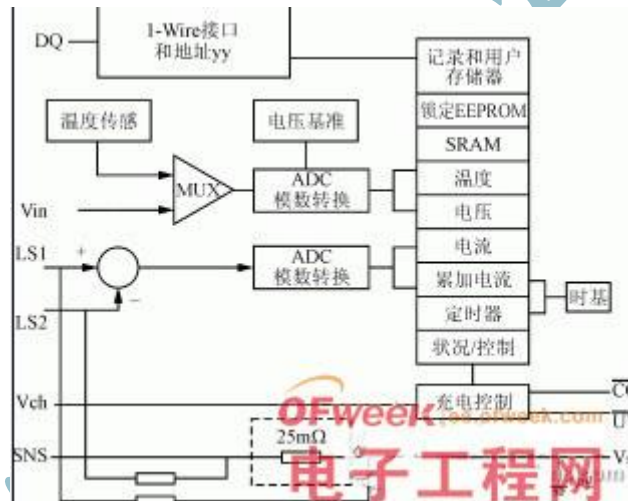 1-Wire接口
和地址yy
DQ
记录和用户
存储器
锁定EEPROM
SRAM
温度
电压
电流
累加电流
定时器
状况/控制
充电控制
温度传感
电压基准
MUX
ADC
模数转换
Vin
LS1
+
−
ADC
模数转换
时基
LS2
Vch
SNS
25mΩ
OFweek
ee.ofweek.com
电子工程网